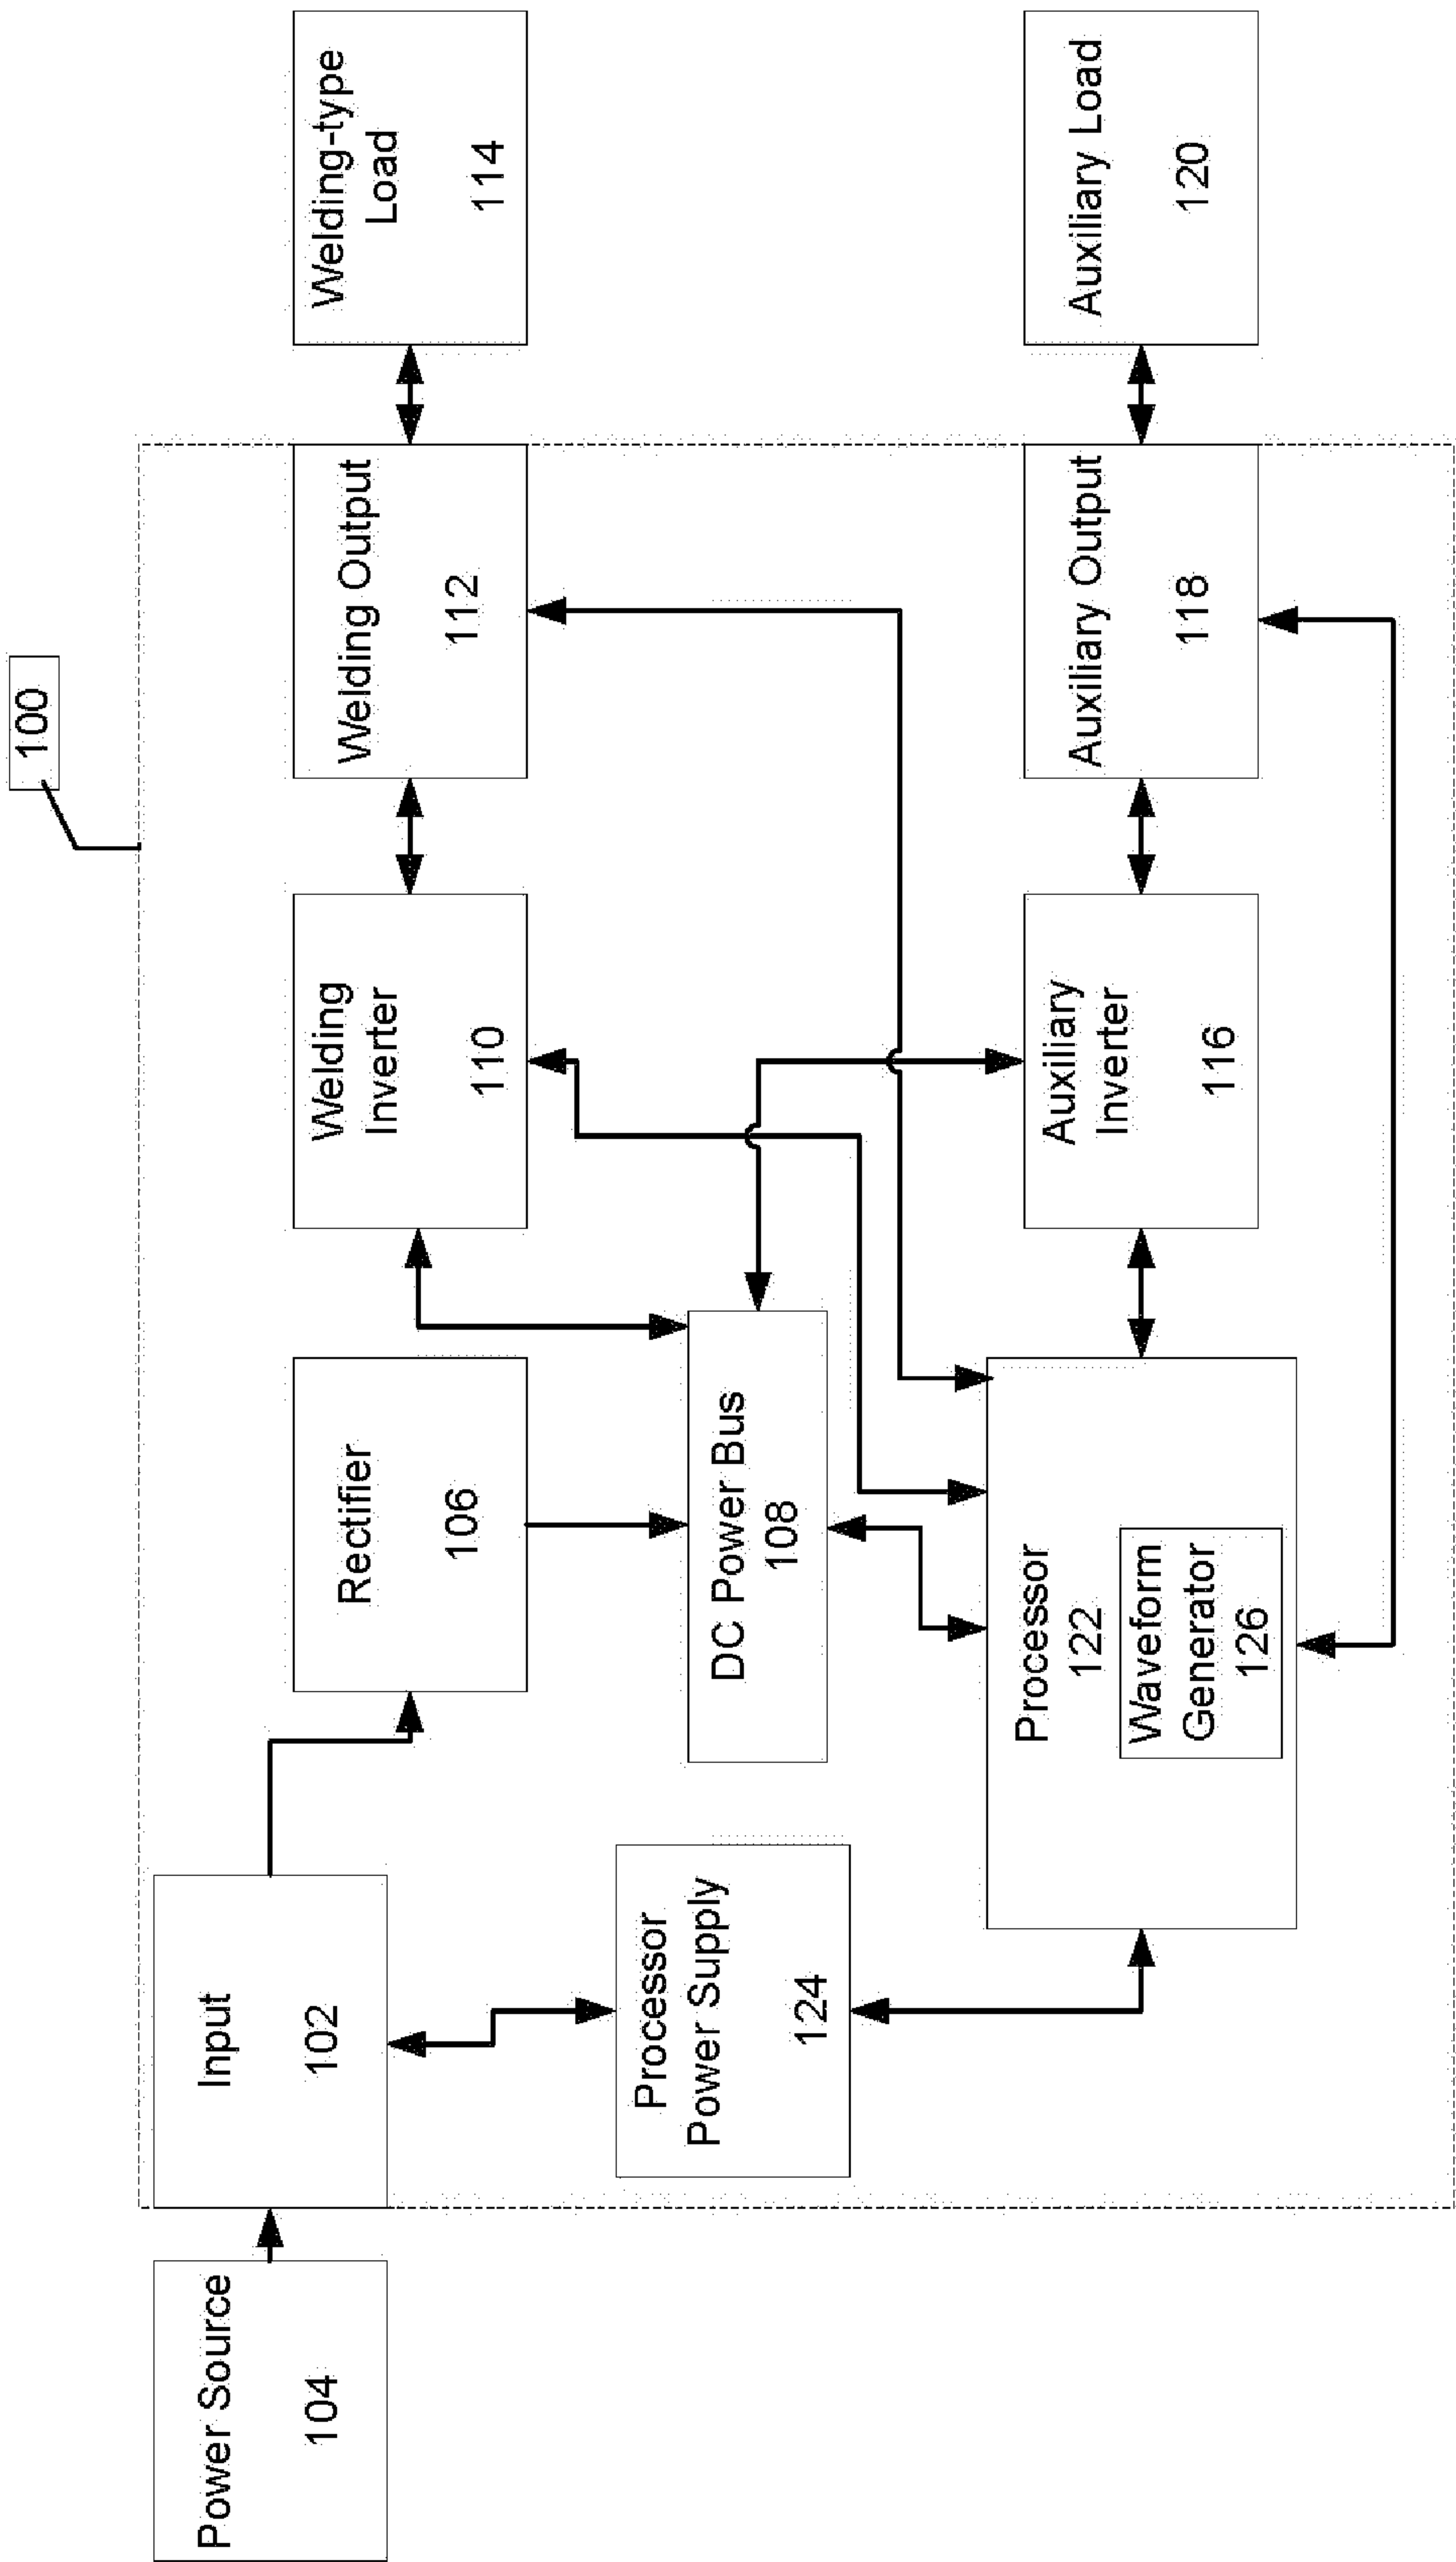 100
Power Source
104
Input
102
Rectifier
106
Welding
Inverter
110
Welding Output
112
Welding-type
Load
114
Processor
Power Supply
124
DC Power Bus
108
Processor
122
Waveform
Generator
126
Auxiliary
Inverter
116
Auxiliary Output
118
Auxiliary Load
120